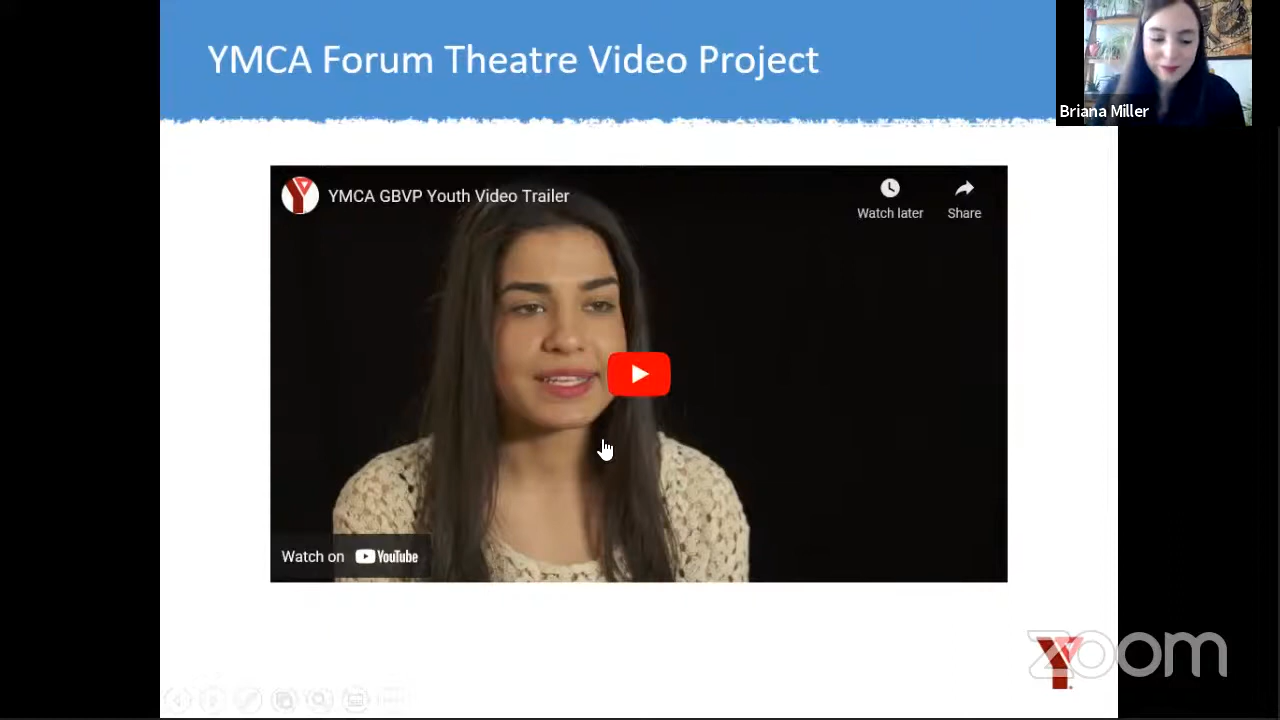 YMCA Forum Theatre Video Project
Briana Miller
YMCA GBVP Youth Video Trailer
Watch later
Share
Watch on YouTube
zoom